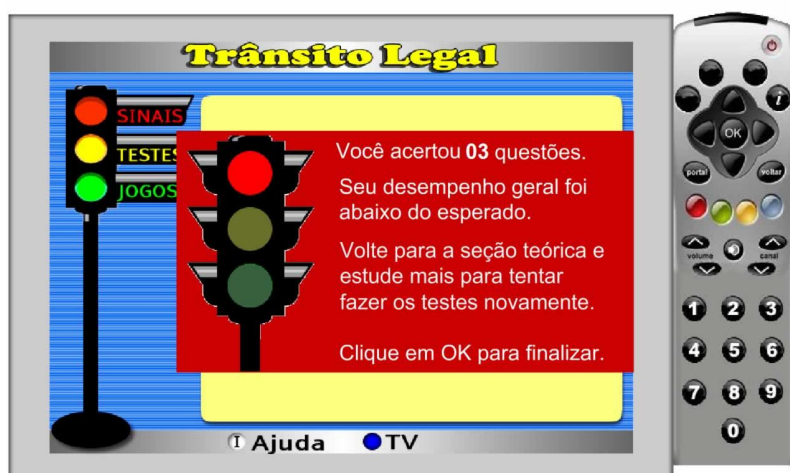 Trânsito Legal
SINAIS
TESTES
JOGOS
Você acertou 03 questões.
Seu desempenho geral foi
abaixo do esperado.
Volte para a seção teórica e
estude mais para tentar
fazer os testes novamente.
Clique em OK para finalizar.
I Ajuda TV
i
OK
portal voltar
volume canal
1 2 3
4 5 6
7 8 9
0